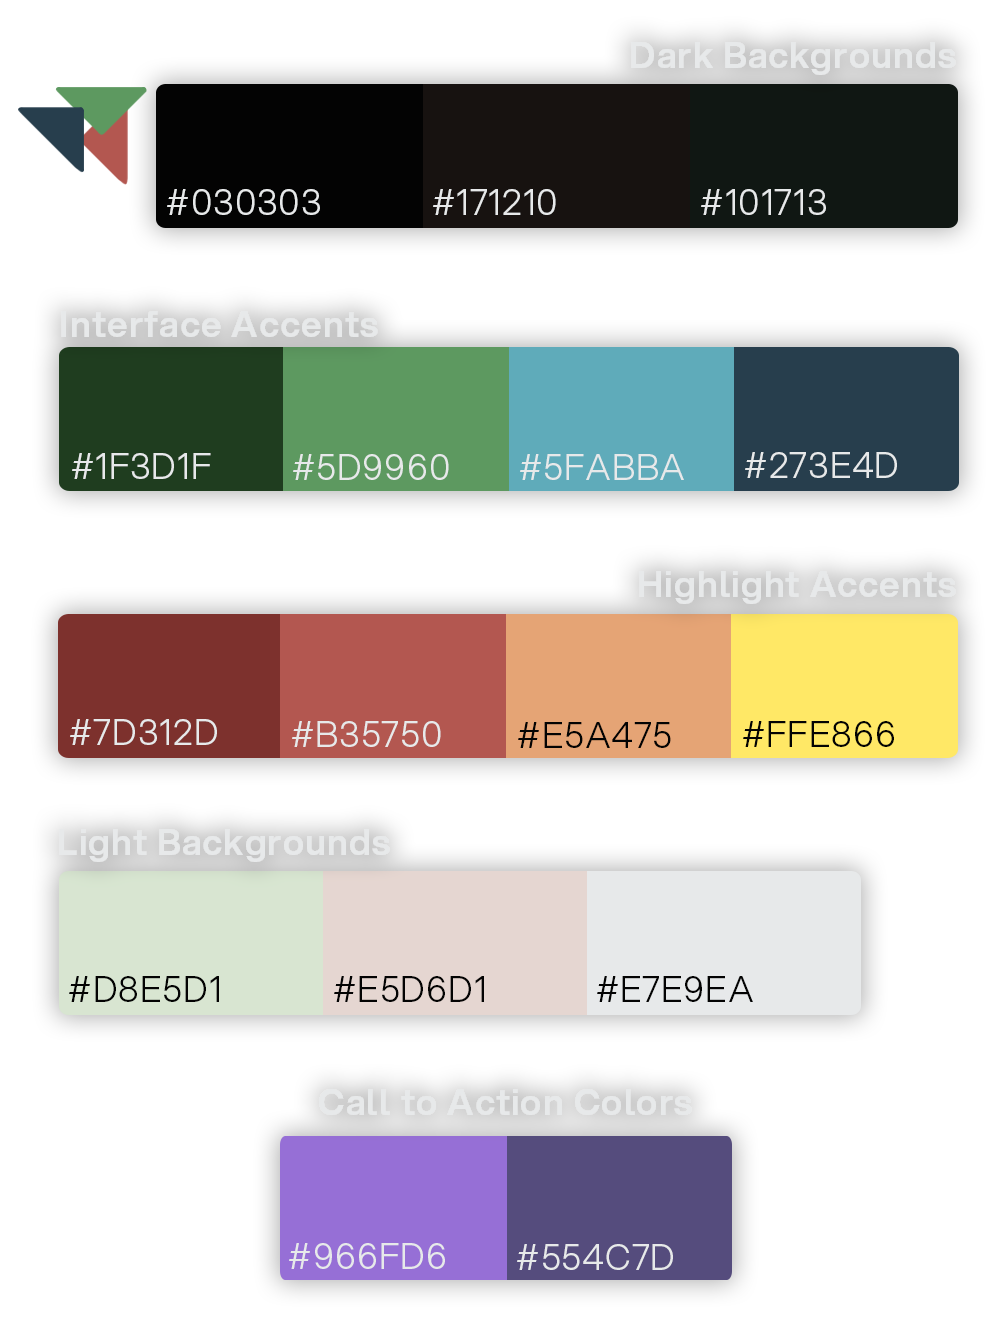 Dark Backgrounds
#030303 #171210 #101713
Interface Accents
#1F3D1F #5D9960 #5FABBA #273E4D
Highlight Accents
#7D312D #B35750 #E5A475 #FFE866
Light Backgrounds
#D8E5D1 #E5D6D1 #E7E9EA
Call to Action Colors
#966FD6 #554C7D